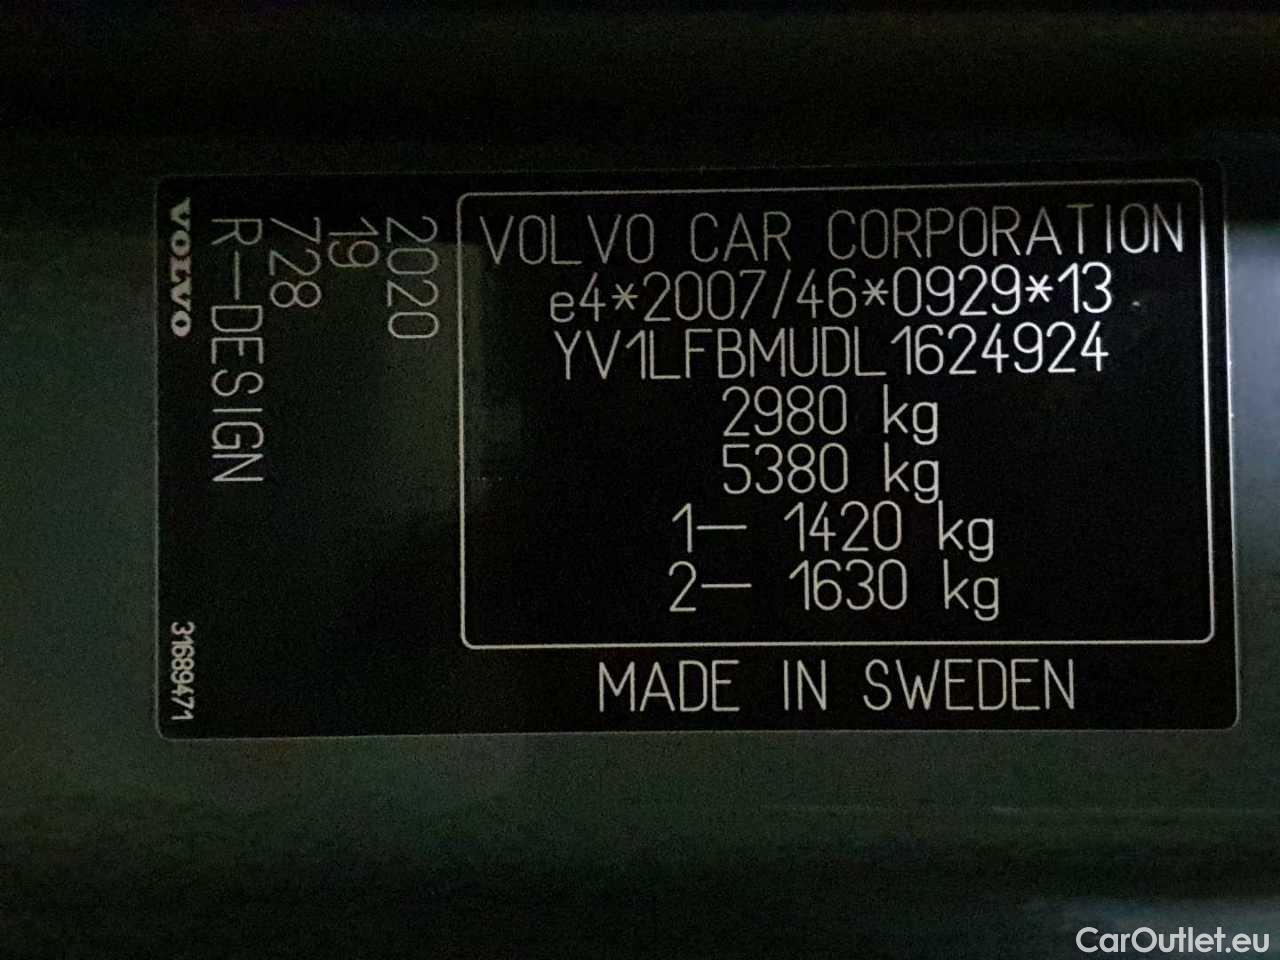 VOLVO
R-DESIGN
728
19
2020
31689471
VOLVO CAR CORPORATION
e4*2007/46*0929*13
YV1LFBMUDL1624924
2980 kg
5380 kg
1— 1420 kg
2— 1630 kg
MADE IN SWEDEN
CarOutlet.eu